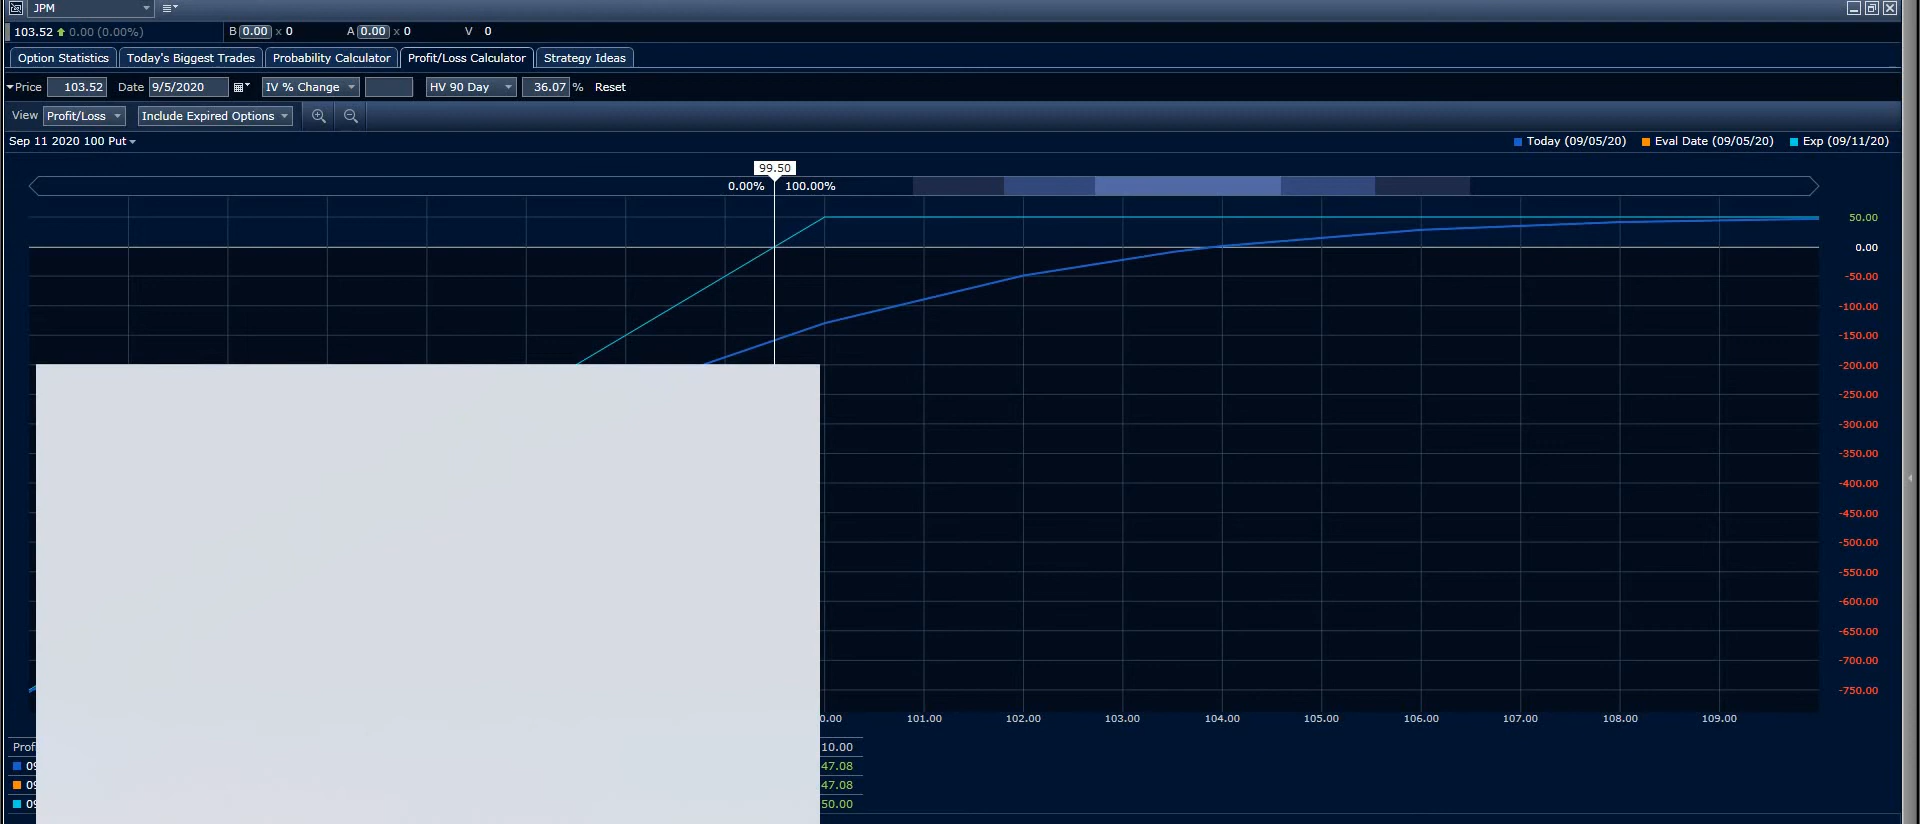 JPM
103.52 0.00 (0.00%) B 0.00 x 0 A 0.00 x 0 V 0
Option Statistics Today's Biggest Trades Probability Calculator Profit/Loss Calculator Strategy Ideas
Price 103.52 Date 9/5/2020 IV % Change HV 90 Day 36.07 % Reset
View Profit/Loss Include Expired Options
Sep 11 2020 100 Put Today (09/05/20) Eval Date (09/05/20) Exp (09/11/20)
99.50
0.00% 100.00%
50.00
0.00
-50.00
-100.00
-150.00
-200.00
-250.00
-300.00
-350.00
-400.00
-450.00
-500.00
-550.00
-600.00
-650.00
-700.00
-750.00
0.00 101.00 102.00 103.00 104.00 105.00 106.00 107.00 108.00 109.00
Prof 10.00
09 47.08
09 47.08
09 50.00